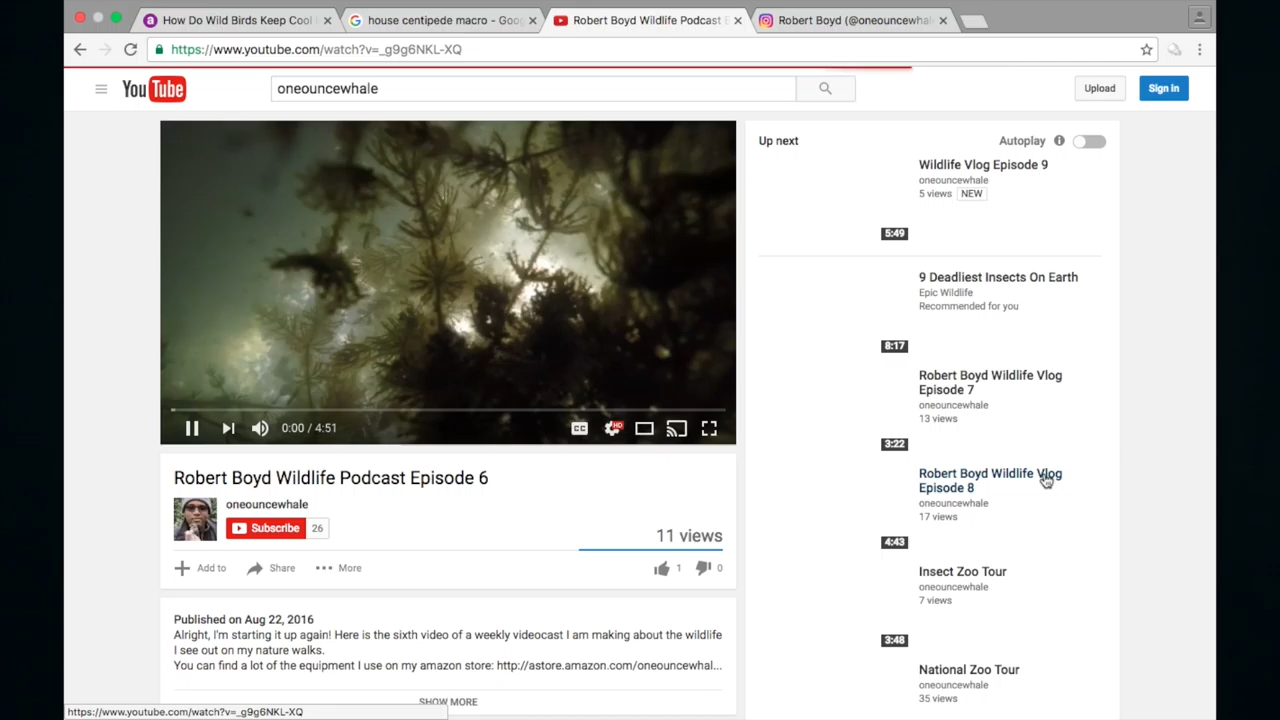 How Do Wild Birds Keep Cool
house centipede macro - Goo
Robert Boyd Wildlife Podcast E
Robert Boyd (@oneouncewhale
https://www.youtube.com/watch?v=_g9g6NKL-XQ
YouTube
oneouncewhale
Upload
Sign in
Up next
Autoplay
Wildlife Vlog Episode 9
oneouncewhale
5 views NEW
5:49
9 Deadliest Insects On Earth
Epic Wildlife
Recommended for you
8:17
Robert Boyd Wildlife Vlog
Episode 7
oneouncewhale
13 views
3:22
Robert Boyd Wildlife Vlog
Episode 8
oneouncewhale
17 views
4:43
Insect Zoo Tour
oneouncewhale
7 views
3:48
National Zoo Tour
oneouncewhale
35 views
0:00 / 4:51
CC
HD
Robert Boyd Wildlife Podcast Episode 6
oneouncewhale
Subscribe 26
11 views
Add to Share More
1 0
Published on Aug 22, 2016
Alright, I'm starting it up again! Here is the sixth video of a weekly videocast I am making about the wildlife
I see out on my nature walks.
You can find a lot of the equipment I use on my amazon store: http://astore.amazon.com/oneouncewhal...
SHOW MORE
https://www.youtube.com/watch?v=_g9g6NKL-XQ